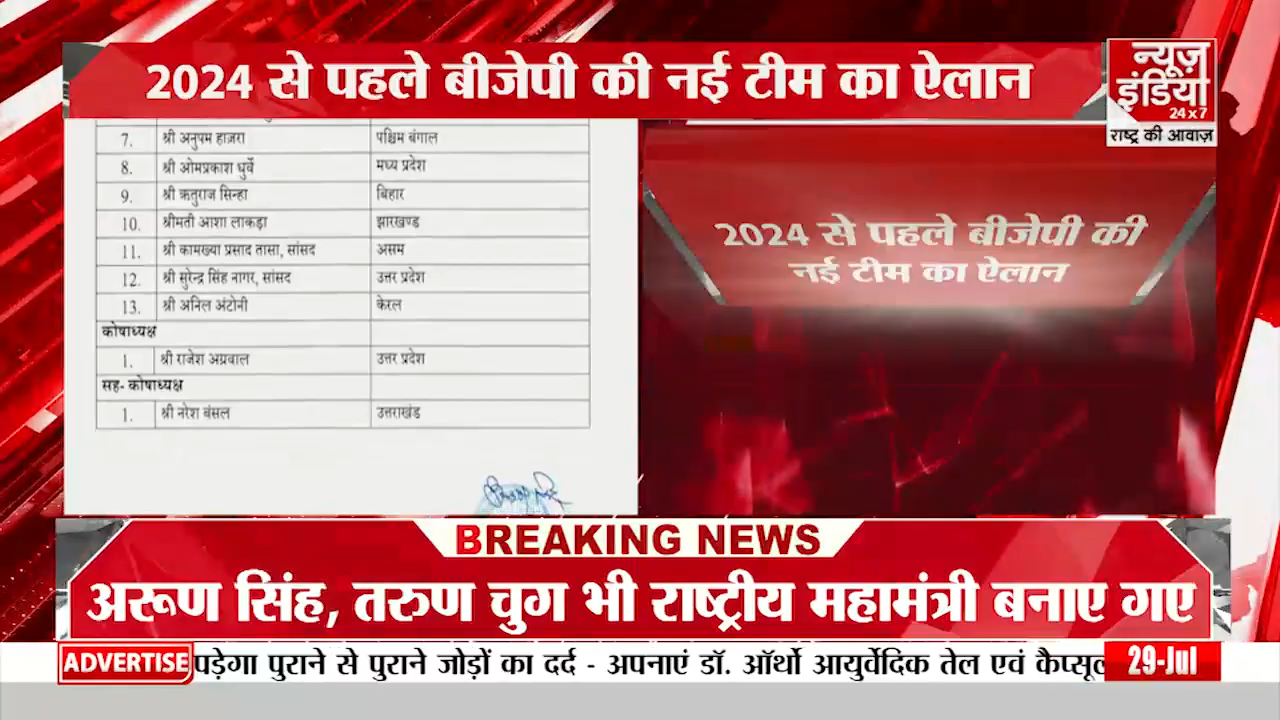 2024 से पहले बीजेपी की नई टीम का ऐलान
न्यूज़
इंडिया
24x7
राष्ट्र की आवाज़
7. श्री अनुपम हाज़रा पश्चिम बंगाल
8. श्री ओमप्रकाश धुर्वे मध्य प्रदेश
9. श्री ऋतुराज सिन्हा बिहार
10. श्रीमती आशा लाकड़ा झारखण्ड
11. श्री कामख्या प्रसाद तासा, सांसद असम
12. श्री सुरेन्द्र सिंह नागर, सांसद उत्तर प्रदेश
13. श्री अनिल अंटोनी केरल
कोषाध्यक्ष
1. श्री राजेश अग्रवाल उत्तर प्रदेश
सह- कोषाध्यक्ष
1. श्री नरेश बंसल उत्तराखंड
2024 से पहले बीजेपी की
नई टीम का ऐलान
BREAKING NEWS
अरूण सिंह, तरुण चुग भी राष्ट्रीय महामंत्री बनाए गए
ADVERTISE पड़ेगा पुराने से पुराने जोड़ों का दर्द - अपनाएं डॉ. ऑर्थो आयुर्वेदिक तेल एवं कैप्सूल 29-Jul